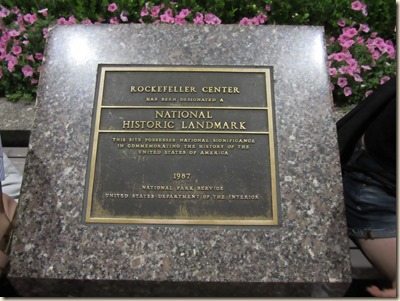 ROCKEFELLER CENTER
HAS BEEN DESIGNATED A
NATIONAL
HISTORIC LANDMARK
THIS SITE POSSESSES NATIONAL SIGNIFICANCE
IN COMMEMORATING THE HISTORY OF THE
UNITED STATES OF AMERICA
1987
NATIONAL PARK SERVICE
UNITED STATES DEPARTMENT OF THE INTERIOR